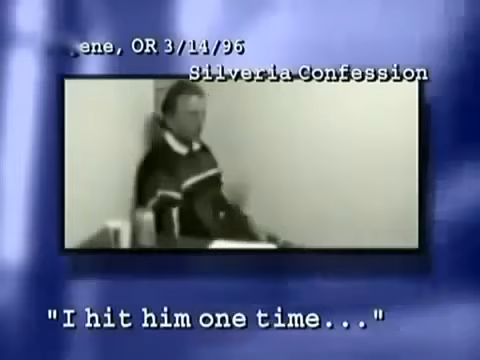 ene, OR 3/14/96
Silveria Confession
"I hit him one time..."